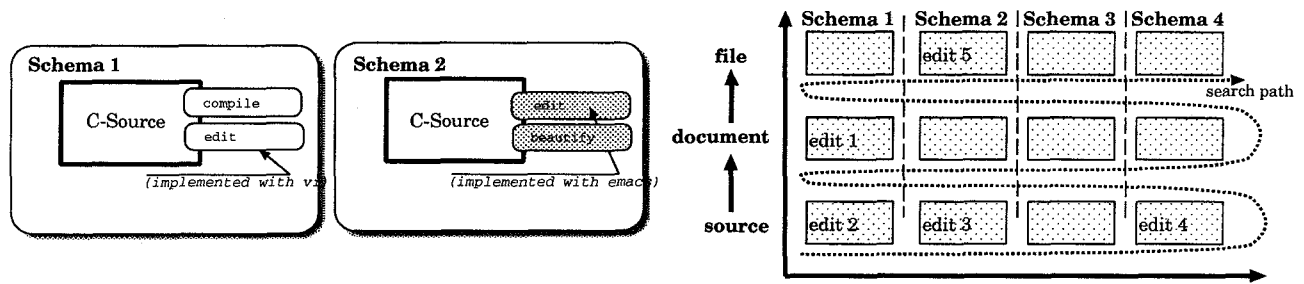 Schema 1
C-Source
compile
edit
(implemented with vi)
Schema 2
C-Source
edit
beautify
(implemented with emacs)
Schema 1 Schema 2 Schema 3 Schema 4
file
edit 5
search path
document
edit 1
source
edit 2
edit 3
edit 4